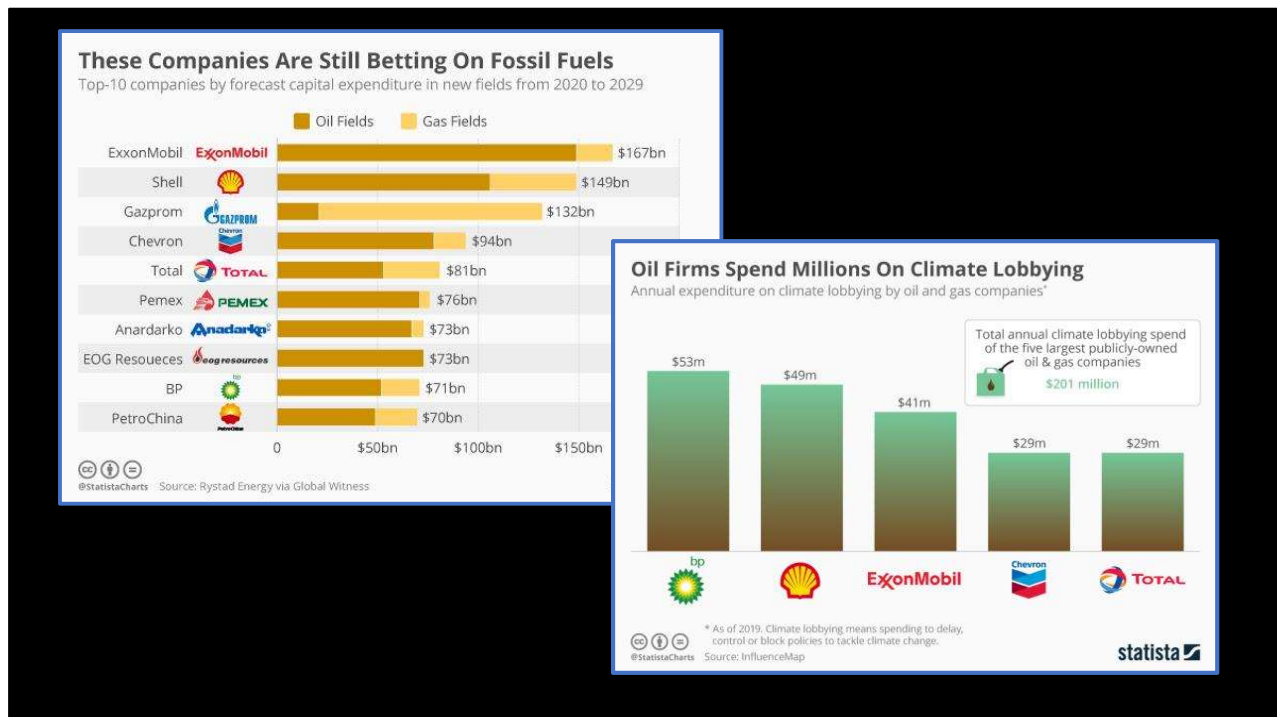 These Companies Are Still Betting On Fossil Fuels
Top-10 companies by forecast capital expenditure in new fields from 2020 to 2029
Oil Fields Gas Fields
ExxonMobil ExxonMobil $167bn
Shell $149bn
Gazprom GAZPROM $132bn
Chevron Chevron $94bn
Total TOTAL $81bn
Pemex PEMEX $76bn
Anardarko Anadarko $73bn
EOG Resoueces eog resources $73bn
BP bp $71bn
PetroChina PetroChina $70bn
0 $50bn $100bn $150bn
@StatistaCharts Source: Rystad Energy via Global Witness
Oil Firms Spend Millions On Climate Lobbying
Annual expenditure on climate lobbying by oil and gas companies*
Total annual climate lobbying spend
of the five largest publicly-owned
oil & gas companies
$201 million
$53m $49m $41m $29m $29m
bp ExxonMobil Chevron TOTAL
* As of 2019. Climate lobbying means spending to delay,
control or block policies to tackle climate change.
@StatistaCharts Source: InfluenceMap
statista